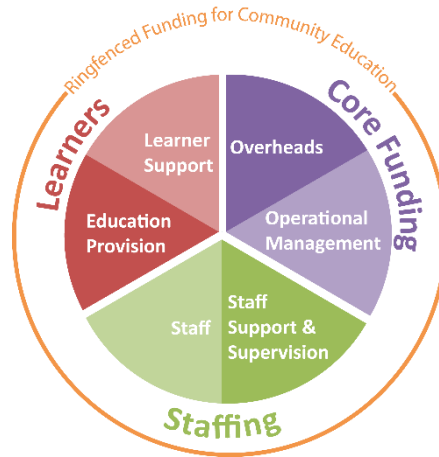 Ringfenced Funding for Community Education
Learners
Core Funding
Learner
Support
Overheads
Education
Provision
Operational
Management
Staff
Staff
Support &
Supervision
Staffing